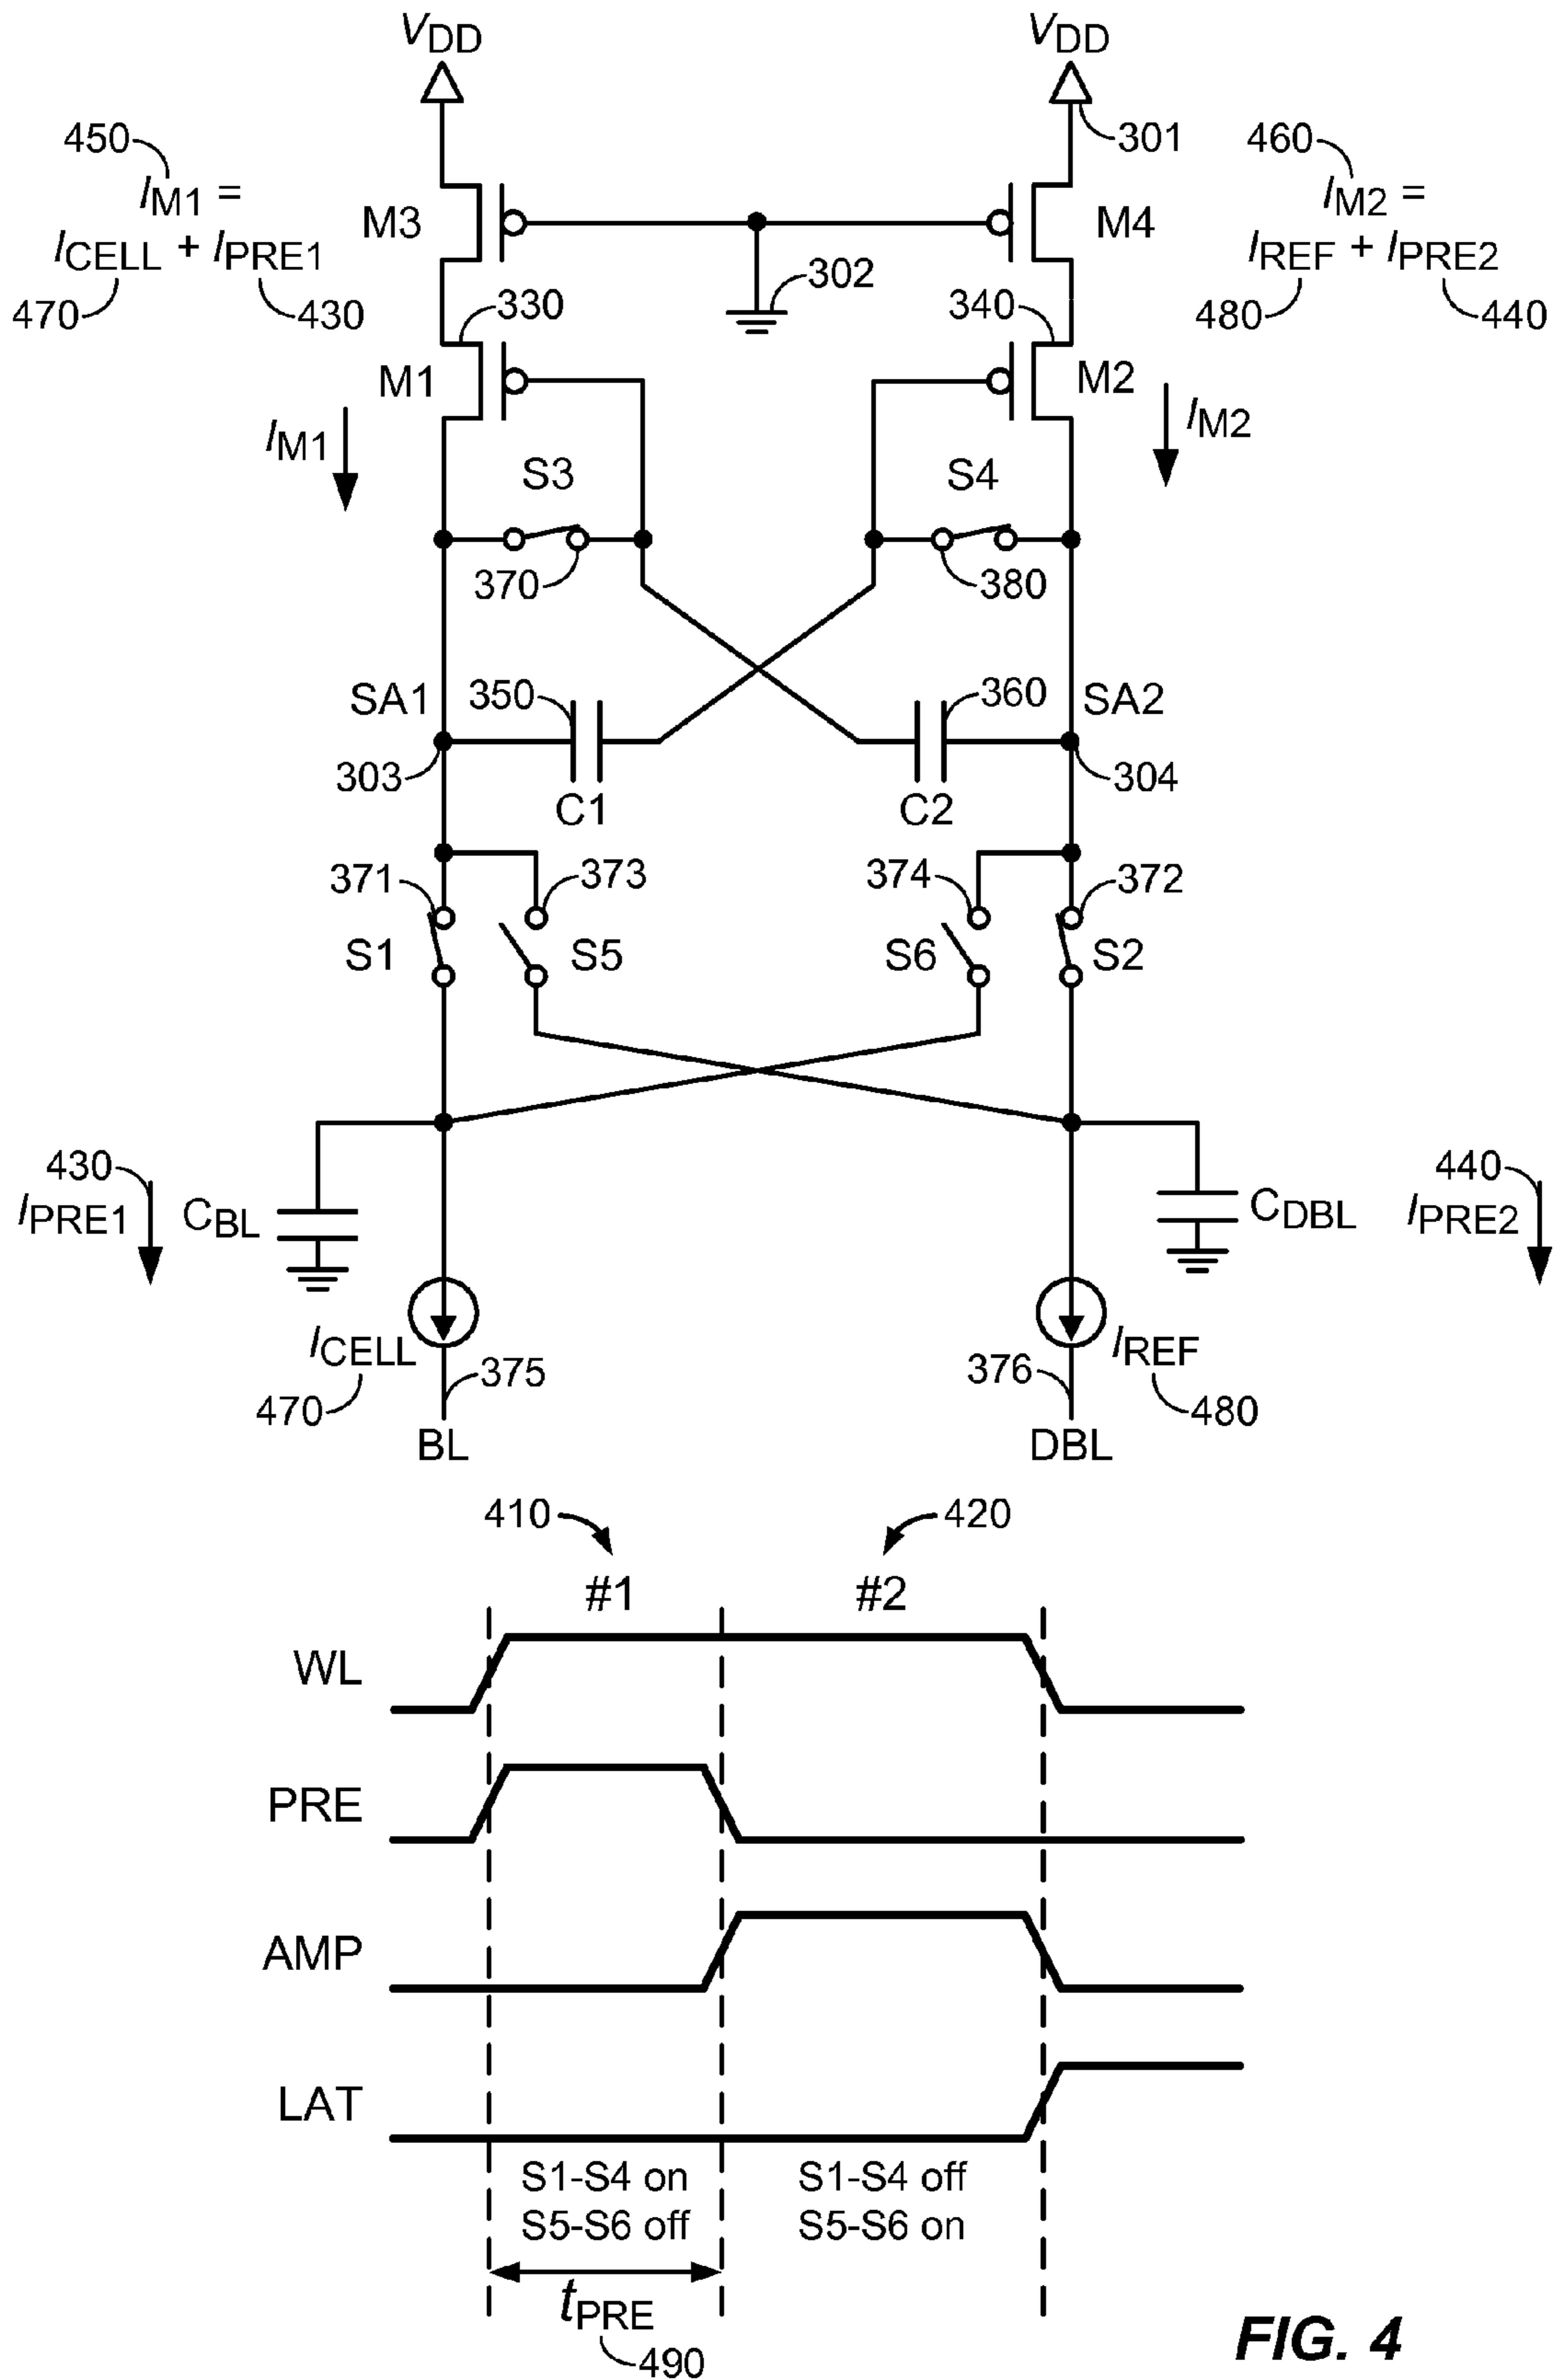 VDD VDD
450 301 460
IM1 = IM2 =
M3 M4
ICELL + IPRE1 IREF + IPRE2
302
470 430 330 340 480 440
M1 M2
IM1 IM2
S3 S4
370 380
SA1 350 360 SA2
303 304
C1 C2
371 373 374 372
S1 S5 S6 S2
430 440
IPRE1 CBL CDBL IPRE2
ICELL IREF
375 376
470 480
BL DBL
410 420
#1 #2
WL
PRE
AMP
LAT
S1-S4 on S1-S4 off
S5-S6 off S5-S6 on
tPRE
490
FIG. 4